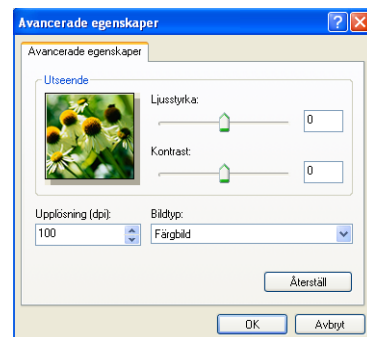 Avancerade egenskaper
Avancerade egenskaper
Utseende
Ljusstyrka:
0
Kontrast:
0
Upplösning (dpi):
Bildtyp:
100
Färgbild
Återställ
OK
Avbryt